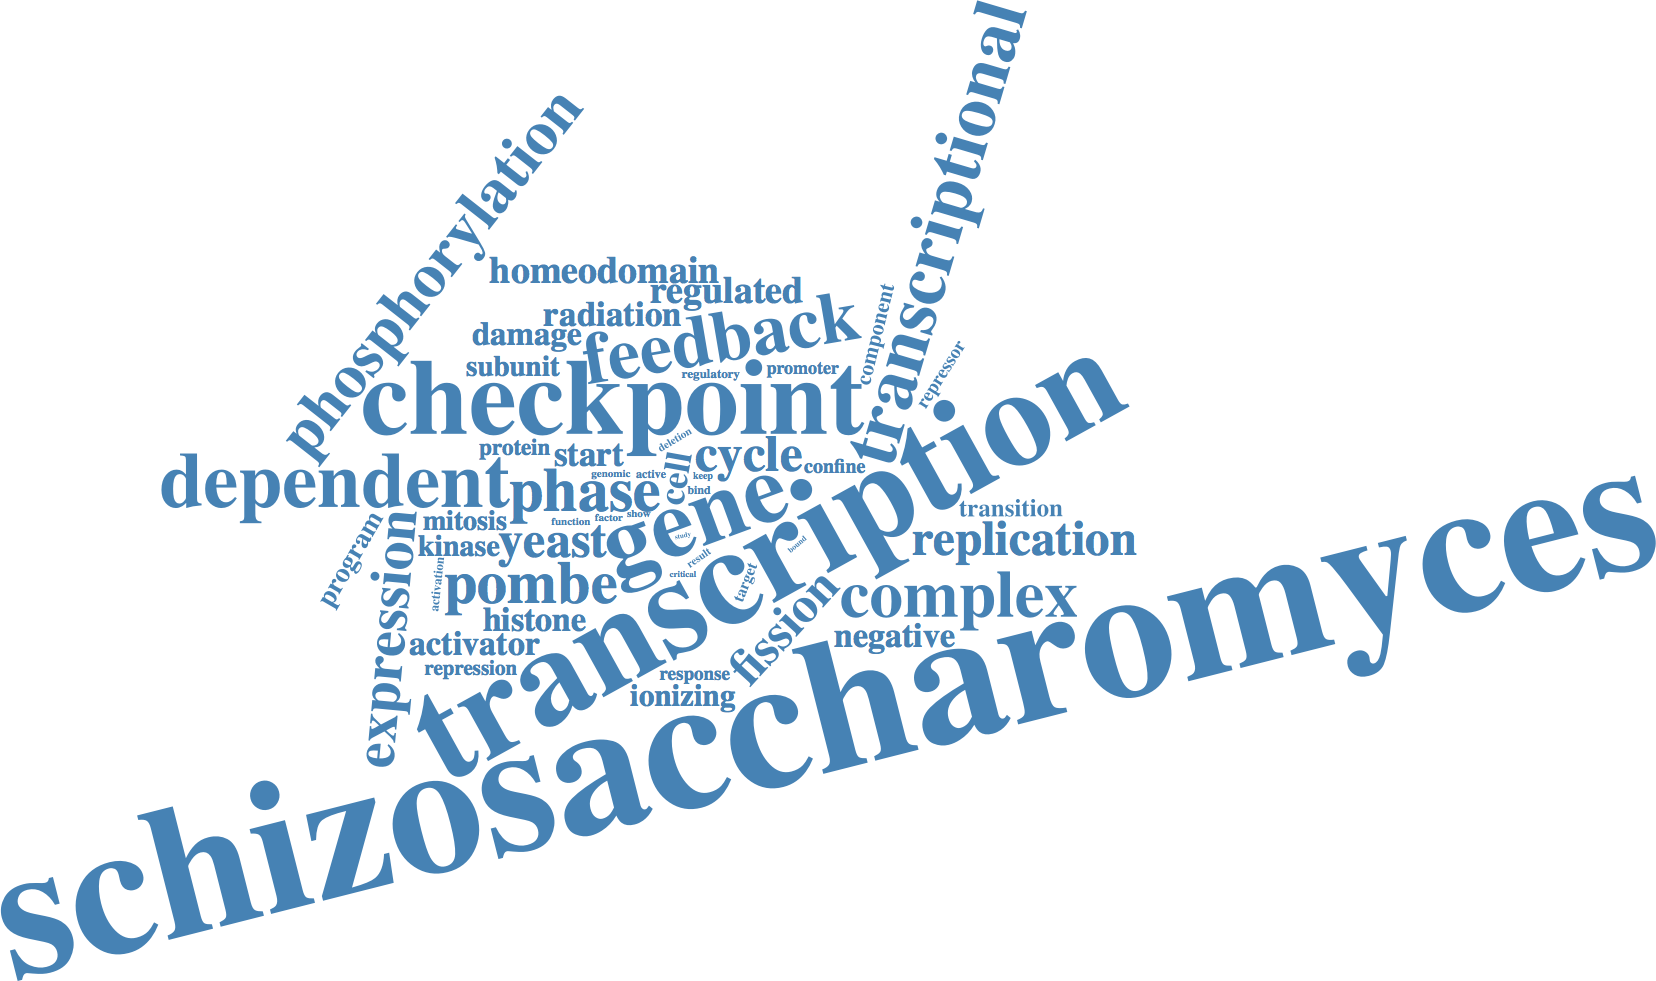 transcriptional
phosphorylation
homeodomain
regulated
radiation
feedback
component
damage
subunit
regulatory
promoter
repressor
checkpoint
transcription
deletion
protein
start
cell
cycle
confine
genomic
active
keep
dependent
phase
bind
gene
schizosaccharomyces
transition
program
expression
mitosis
function
factor
show
kinase
yeast
study
result
bound
replication
activation
pombe
critical
target
fission
complex
histone
activator
negative
repression
response
ionizing